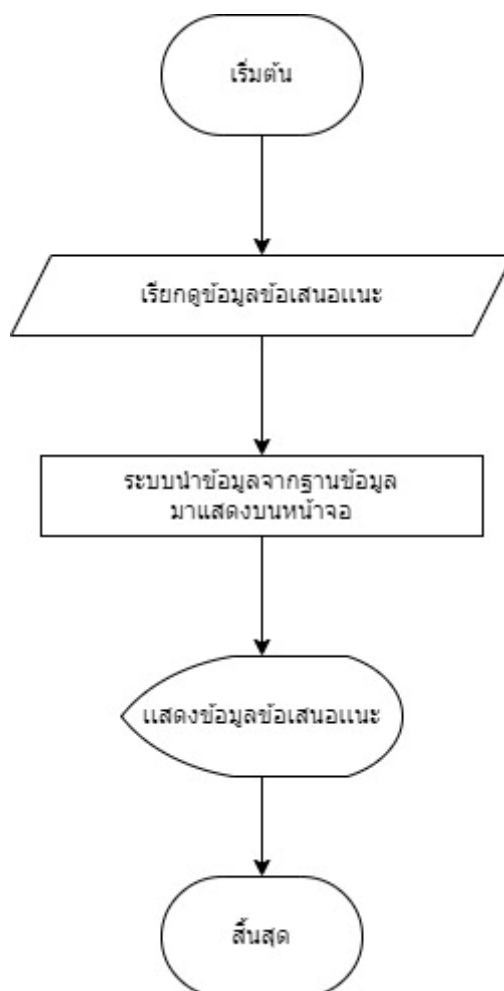 เริ่มต้น
เรียกดูข้อมูลข้อเสนอแนะ
ระบบนำข้อมูลจากฐานข้อมูล
มาแสดงบนหน้าจอ
แสดงข้อมูลข้อเสนอแนะ
สิ้นสุด